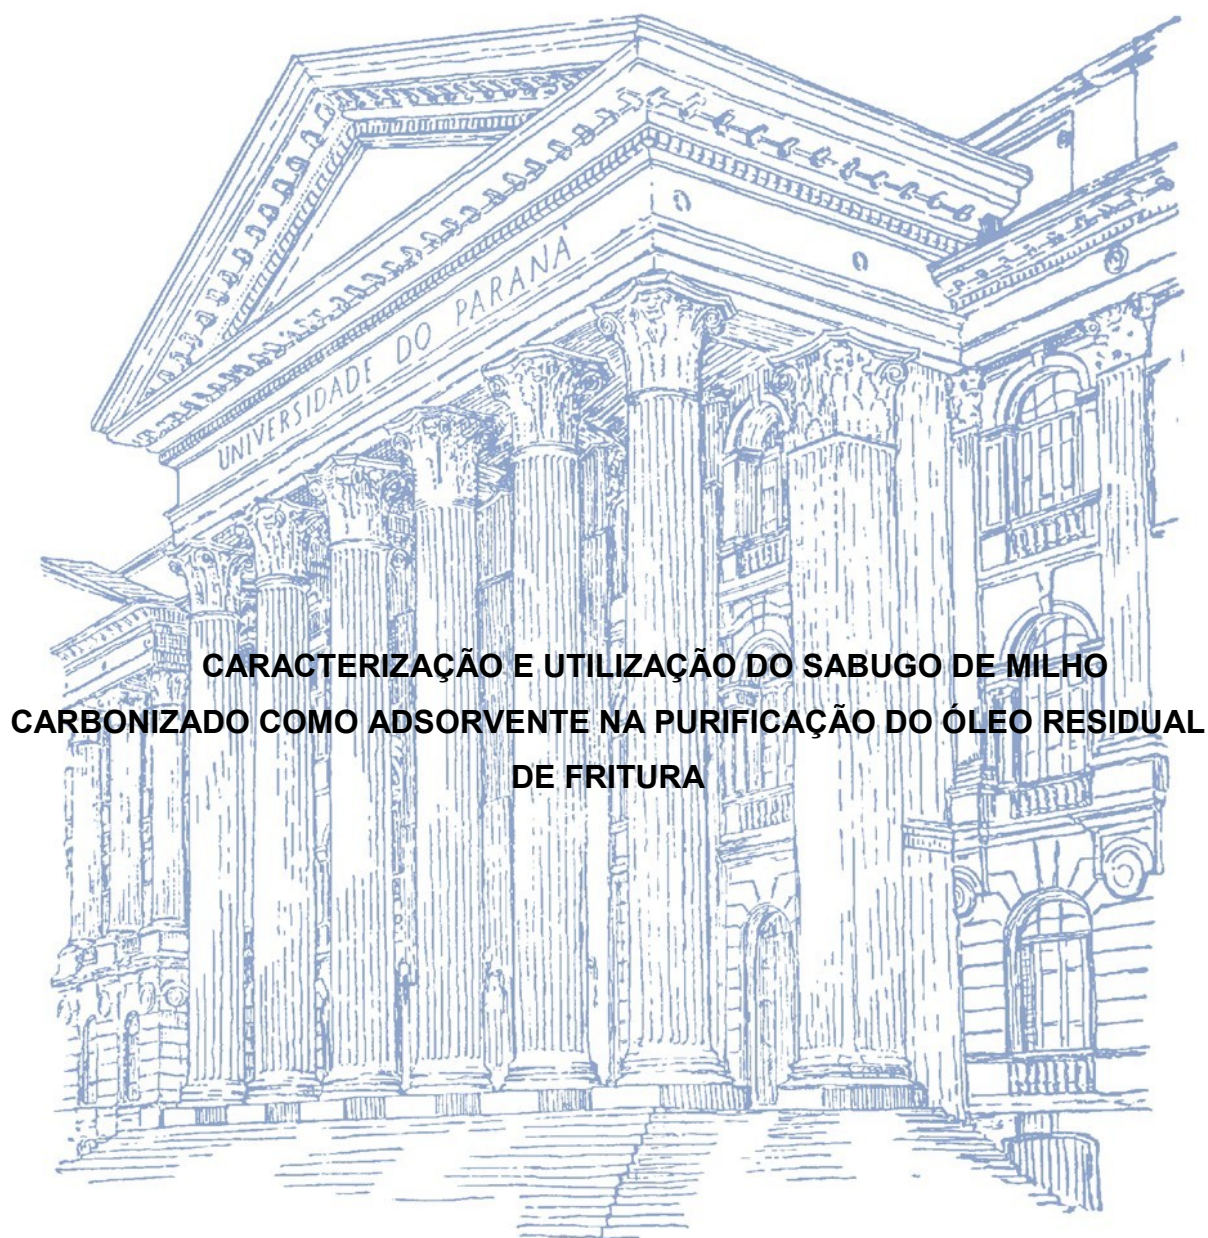 UNIVERSIDADE DO PARANÁ
CARACTERIZAÇÃO E UTILIZAÇÃO DO SABUGO DE MILHO
CARBONIZADO COMO ADSORVENTE NA PURIFICAÇÃO DO ÓLEO RESIDUAL
DE FRITURA